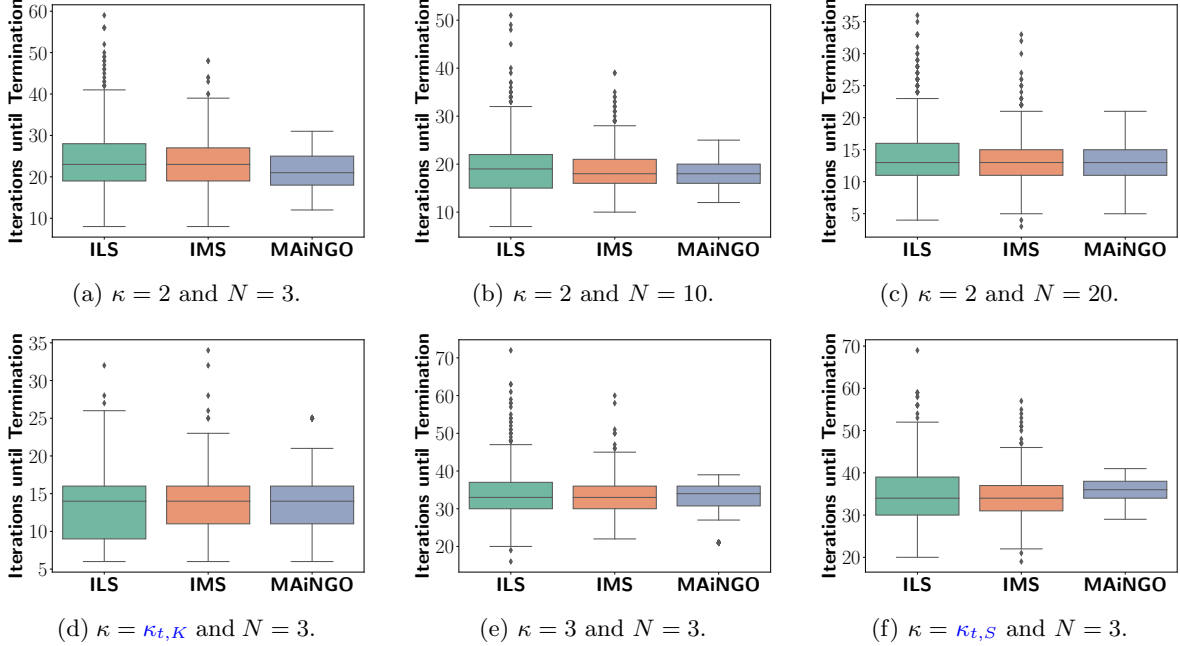 Iterations until Termination
60
50
40
30
20
10
ILS IMS MAiNGO
(a) κ = 2 and N = 3.
Iterations until Termination
50
40
30
20
10
ILS IMS MAiNGO
(b) κ = 2 and N = 10.
Iterations until Termination
35
30
25
20
15
10
5
ILS IMS MAiNGO
(c) κ = 2 and N = 20.
Iterations until Termination
35
30
25
20
15
10
5
ILS IMS MAiNGO
(d) κ = κt,K and N = 3.
Iterations until Termination
70
60
50
40
30
20
ILS IMS MAiNGO
(e) κ = 3 and N = 3.
Iterations until Termination
70
60
50
40
30
20
ILS IMS MAiNGO
(f) κ = κt,S and N = 3.